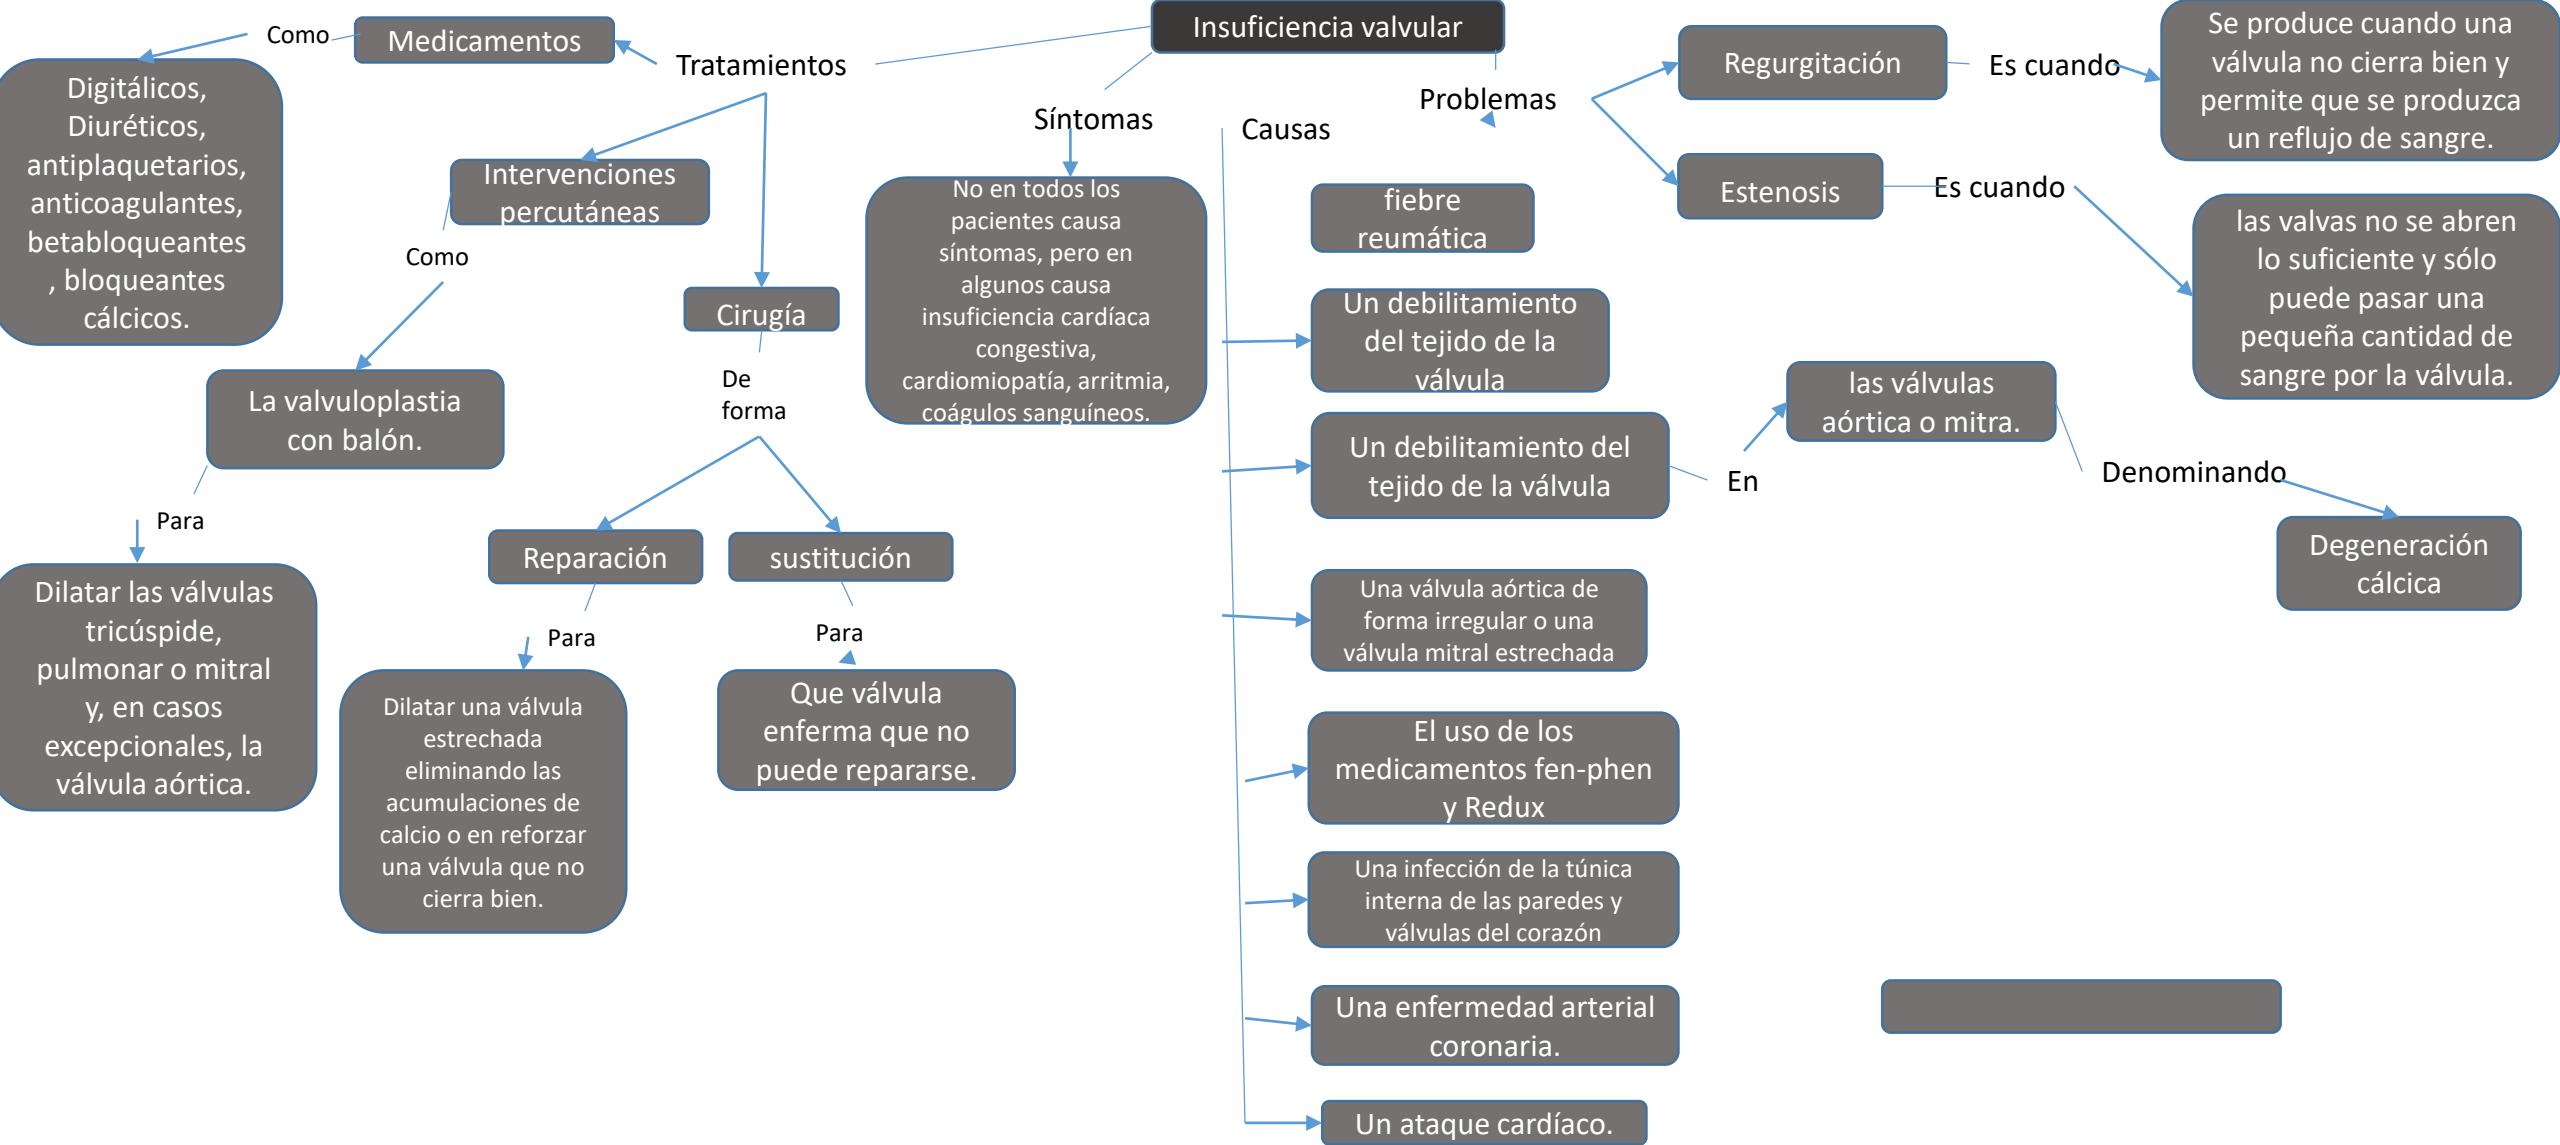 Insuficiencia valvular
Tratamientos
Medicamentos
Como
Digitálicos,
Diuréticos,
antiplaquetarios,
anticoagulantes,
betabloqueantes
, bloqueantes
cálcicos.
Intervenciones
percutáneas
Como
La valvuloplastia
con balón.
Para
Dilatar las válvulas
tricúspide,
pulmonar o mitral
y, en casos
excepcionales, la
válvula aórtica.
Cirugía
De
forma
Reparación
Para
Dilatar una válvula
estrechada
eliminando las
acumulaciones de
calcio o en reforzar
una válvula que no
cierra bien.
sustitución
Para
Que válvula
enferma que no
puede repararse.
Síntomas
No en todos los
pacientes causa
síntomas, pero en
algunos causa
insuficiencia cardíaca
congestiva,
cardiomiopatía, arritmia,
coágulos sanguíneos.
Causas
fiebre
reumática
Un debilitamiento
del tejido de la
válvula
Un debilitamiento del
tejido de la válvula
En
las válvulas
aórtica o mitra.
Denominando
Degeneración
cálcica
Una válvula aórtica de
forma irregular o una
válvula mitral estrechada
El uso de los
medicamentos fen-phen
y Redux
Una infección de la túnica
interna de las paredes y
válvulas del corazón
Una enfermedad arterial
coronaria.
Un ataque cardíaco.
Problemas
Regurgitación
Es cuando
Se produce cuando una
válvula no cierra bien y
permite que se produzca
un reflujo de sangre.
Estenosis
Es cuando
las valvas no se abren
lo suficiente y sólo
puede pasar una
pequeña cantidad de
sangre por la válvula.